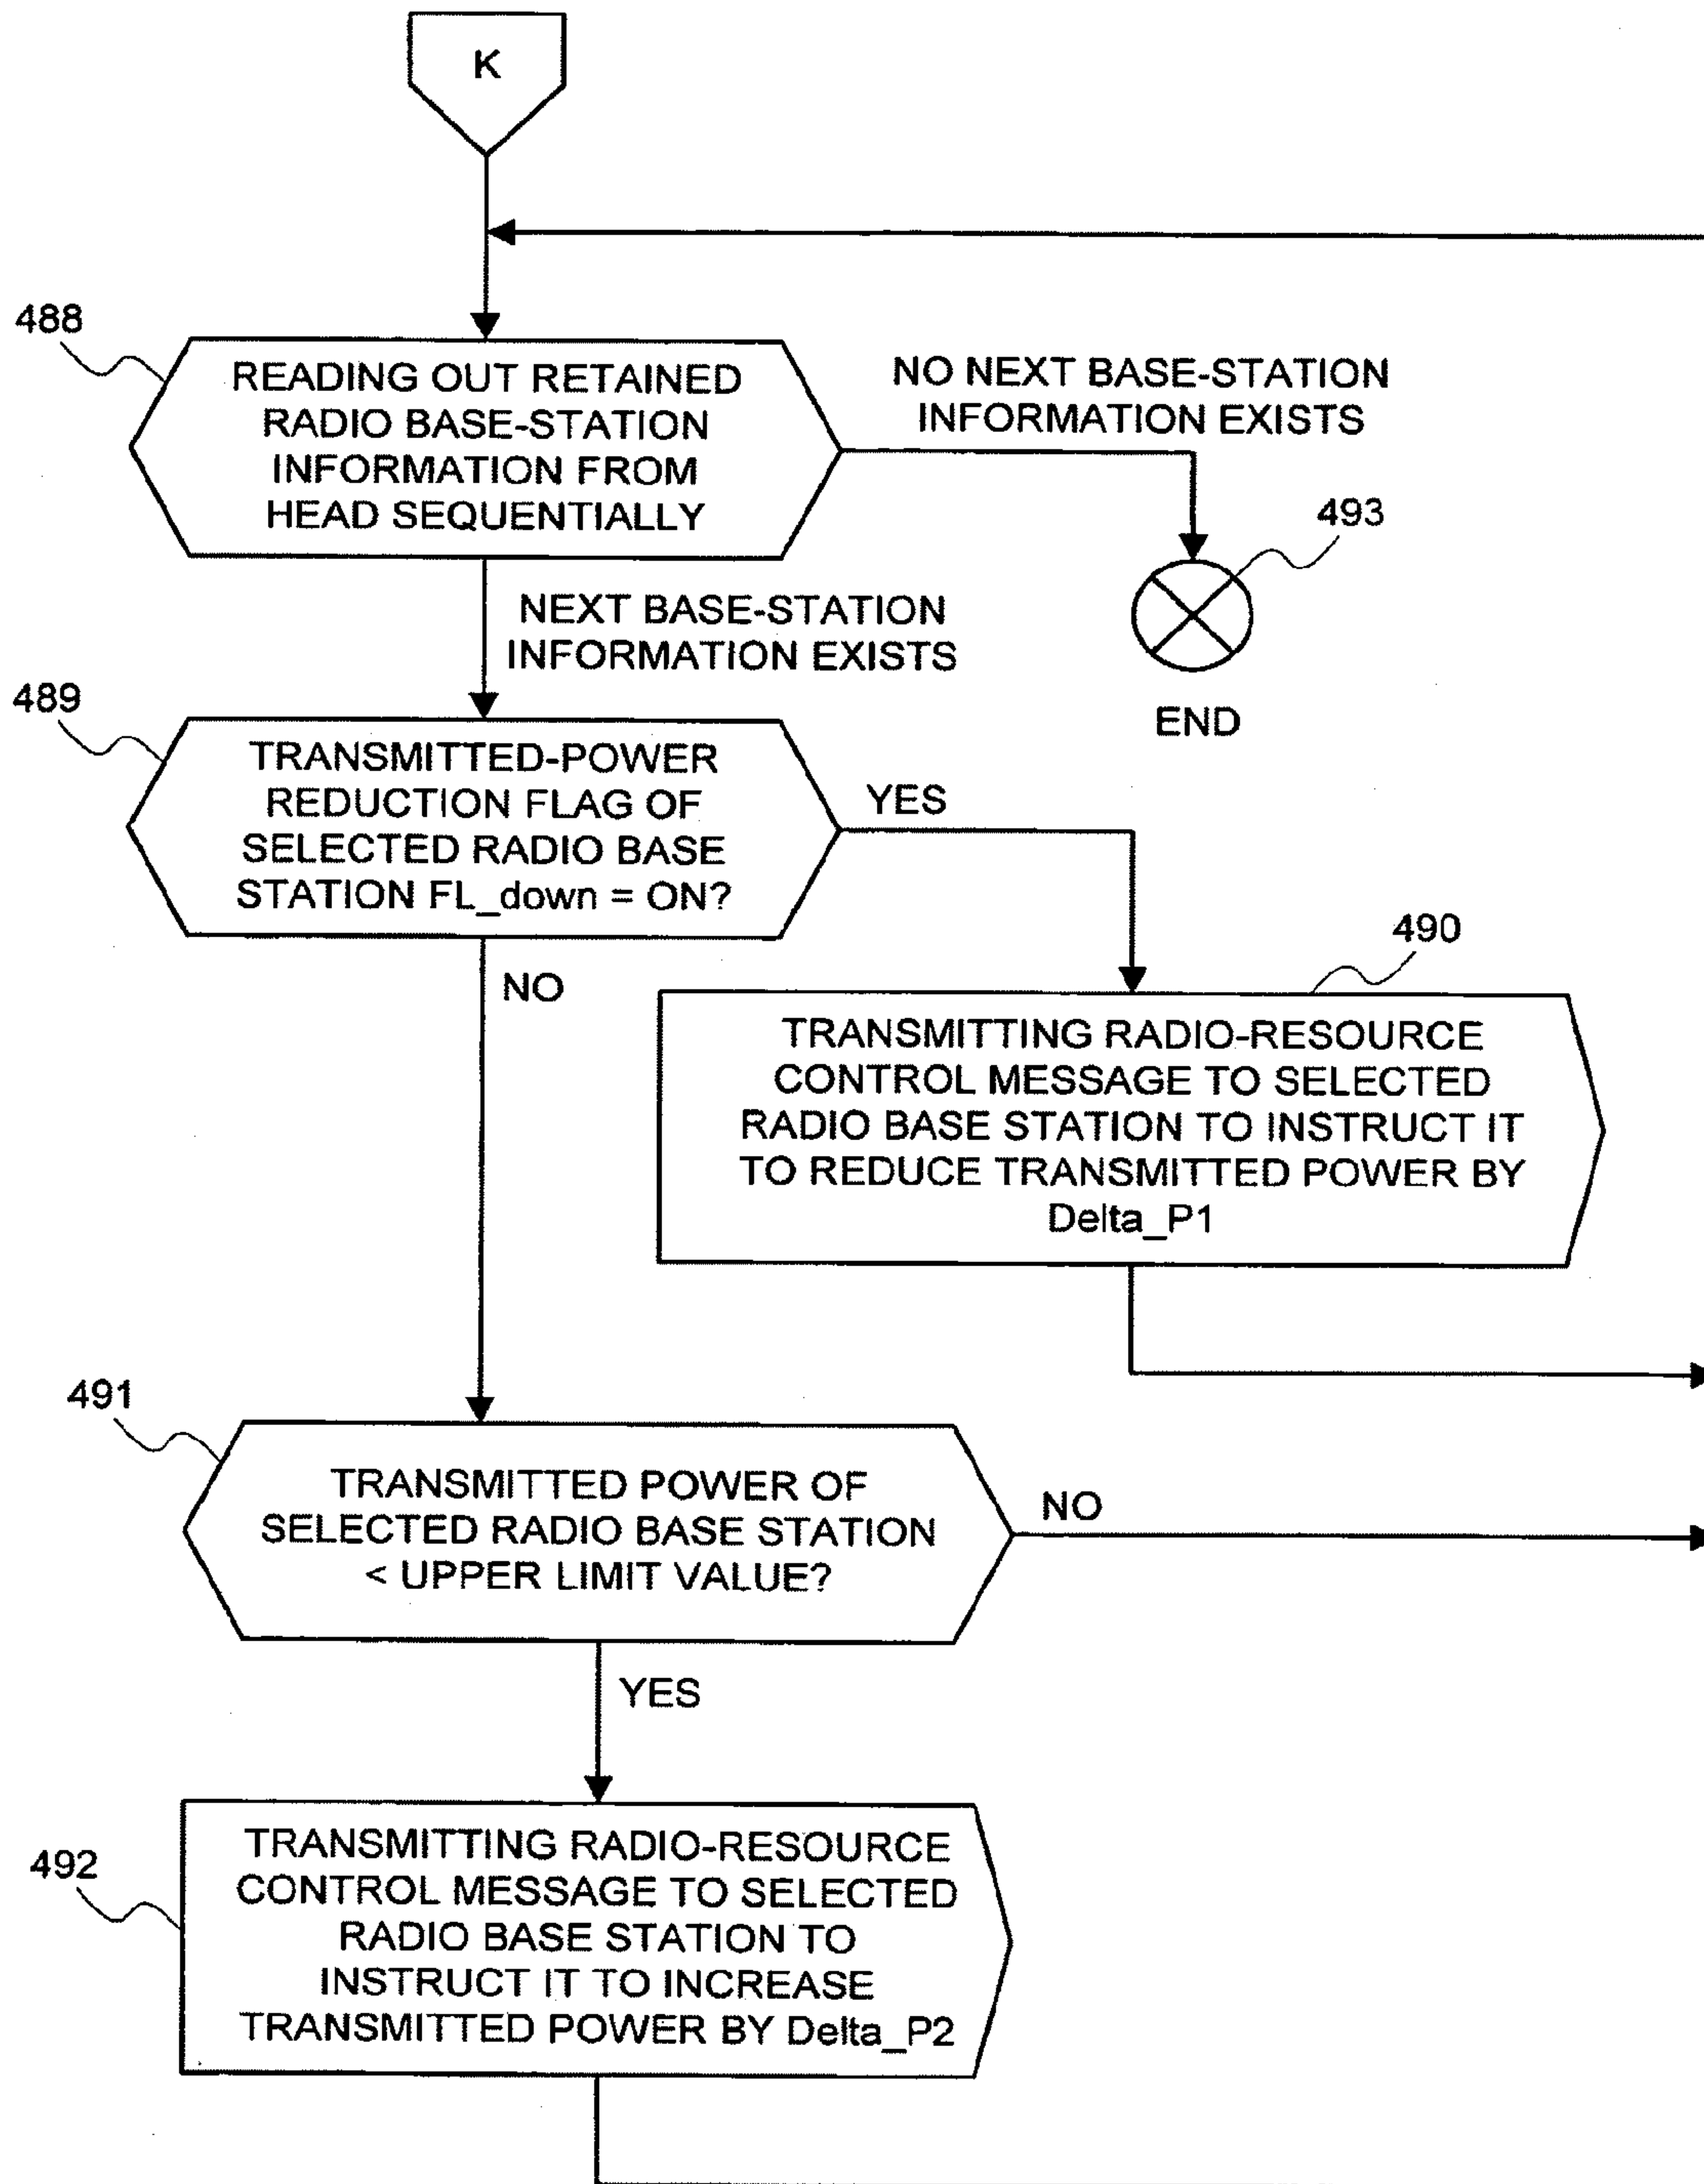 K
488
READING OUT RETAINED
RADIO BASE-STATION
INFORMATION FROM
HEAD SEQUENTIALLY
NO NEXT BASE-STATION
INFORMATION EXISTS
493
END
NEXT BASE-STATION
INFORMATION EXISTS
489
TRANSMITTED-POWER
REDUCTION FLAG OF
SELECTED RADIO BASE
STATION FL_down = ON?
YES
NO
490
TRANSMITTING RADIO-RESOURCE
CONTROL MESSAGE TO SELECTED
RADIO BASE STATION TO INSTRUCT IT
TO REDUCE TRANSMITTED POWER BY
Delta_P1
491
TRANSMITTED POWER OF
SELECTED RADIO BASE STATION
< UPPER LIMIT VALUE?
NO
YES
492
TRANSMITTING RADIO-RESOURCE
CONTROL MESSAGE TO SELECTED
RADIO BASE STATION TO
INSTRUCT IT TO INCREASE
TRANSMITTED POWER BY Delta_P2